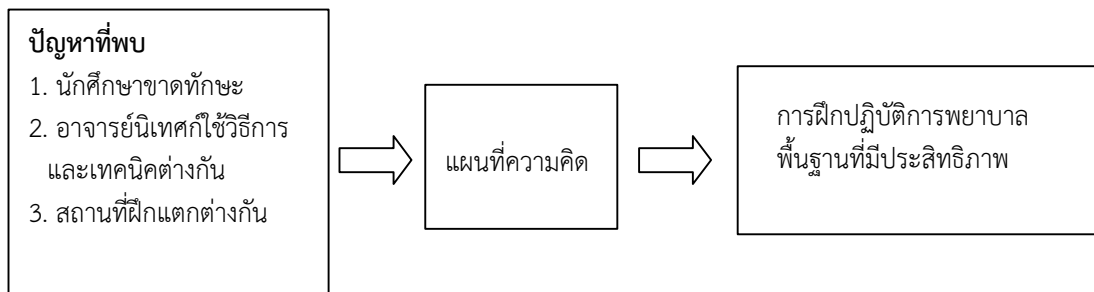 ปัญหาที่พบ
1. นักศึกษาขาดทักษะ
2. อาจารย์นิเทศก์ใช้วิธีการ
และเทคนิคต่างกัน
3. สถานที่ฝึกแตกต่างกัน
แผนที่ความคิด
การฝึกปฏิบัติการพยาบาล
พื้นฐานที่มีประสิทธิภาพ